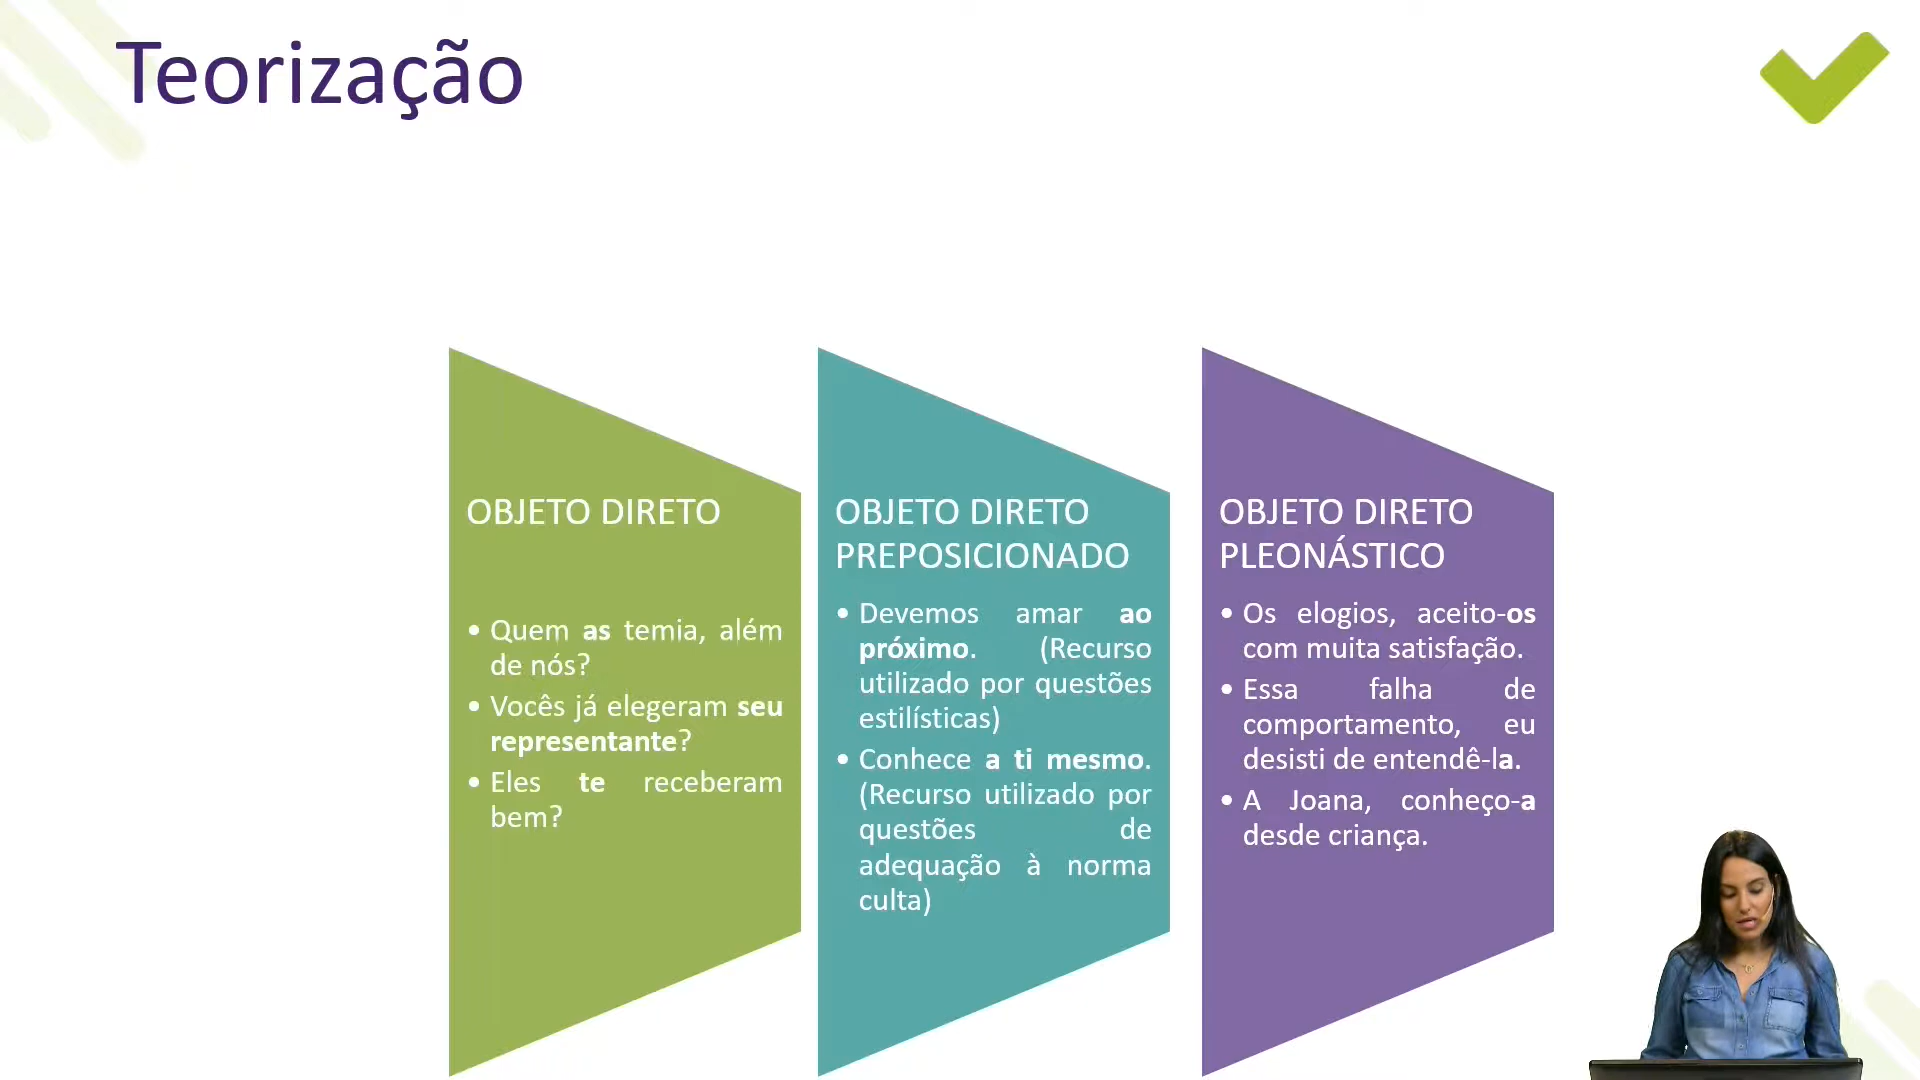 Teorização
OBJETO DIRETO
• Quem as temia, além
de nós?
• Vocês já elegeram seu
representante?
• Eles te receberam
bem?
OBJETO DIRETO
PREPOSICIONADO
• Devemos amar ao
próximo. (Recurso
utilizado por questões
estilísticas)
• Conhece a ti mesmo.
(Recurso utilizado por
questões de
adequação à norma
culta)
OBJETO DIRETO
PLEONÁSTICO
• Os elogios, aceito-os
com muita satisfação.
• Essa falha de
comportamento, eu
desisti de entendê-la.
• A Joana, conheço-a
desde criança.